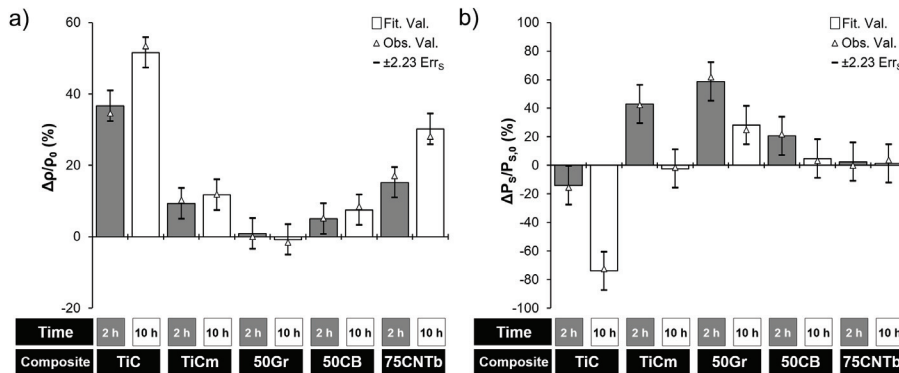 a)
Δρ/ρ₀ (%)
60
40
20
0
-20
Fit. Val.
Obs. Val.
±2.23 Errₛ
Time 2 h 10 h 2 h 10 h 2 h 10 h 2 h 10 h 2 h 10 h
Composite TiC TiCm 50Gr 50CB 75CNTb
b)
ΔPₛ/Pₛ,₀ (%)
100
80
60
40
20
0
-20
-40
-60
-80
-100
Fit. Val.
Obs. Val.
±2.23 Errₛ
Time 2 h 10 h 2 h 10 h 2 h 10 h 2 h 10 h 2 h 10 h
Composite TiC TiCm 50Gr 50CB 75CNTb